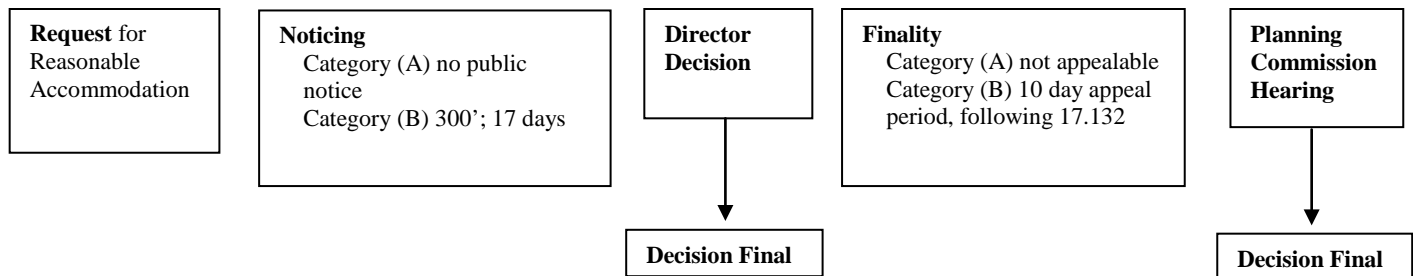 Request for
Reasonable
Accommodation
Noticing
Category (A) no public
notice
Category (B) 300’; 17 days
Director
Decision
Finality
Category (A) not appealable
Category (B) 10 day appeal
period, following 17.132
Planning
Commission
Hearing
Decision Final
Decision Final